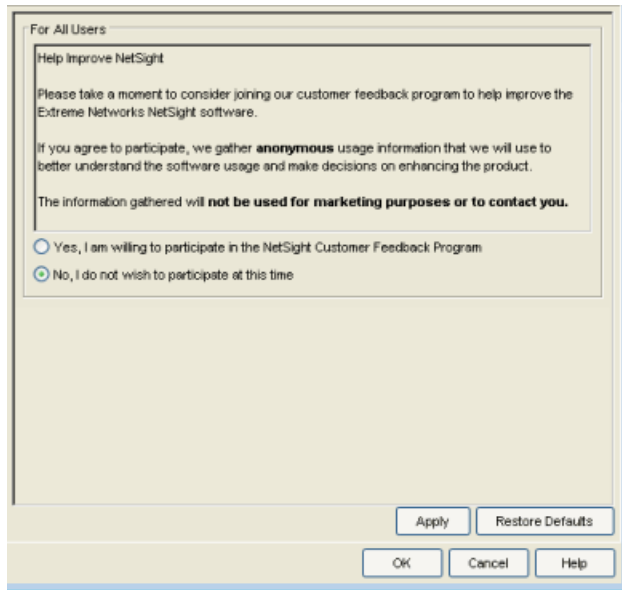 For All Users
Help Improve NetSight
Please take a moment to consider joining our customer feedback program to help improve the
Extreme Networks NetSight software.
If you agree to participate, we gather anonymous usage information that we will use to
better understand the software usage and make decisions on enhancing the product.
The information gathered will not be used for marketing purposes or to contact you.
Yes, I am willing to participate in the NetSight Customer Feedback Program
No, I do not wish to participate at this time
Apply Restore Defaults
OK Cancel Help